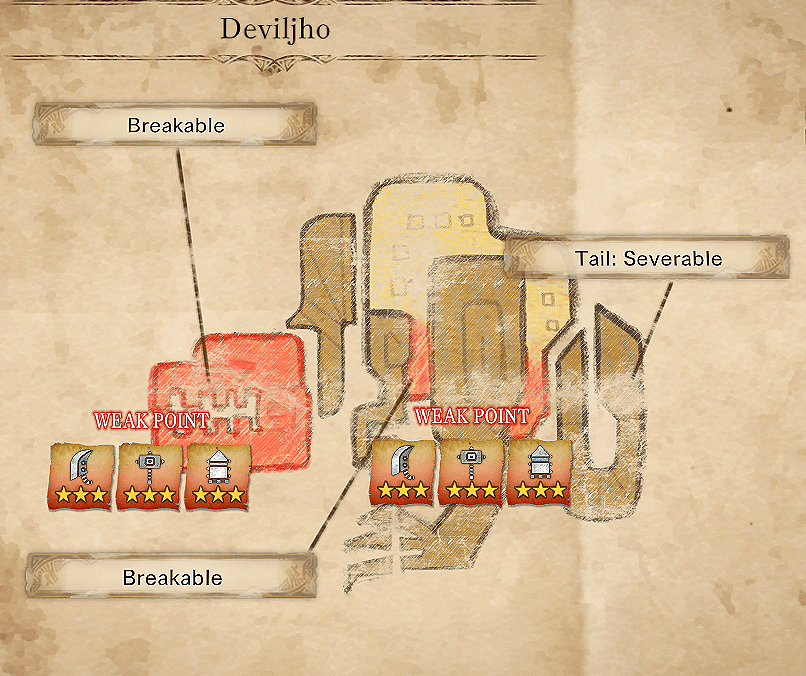 Deviljho
Breakable
Tail: Severable
WEAK POINT
WEAK POINT
Breakable